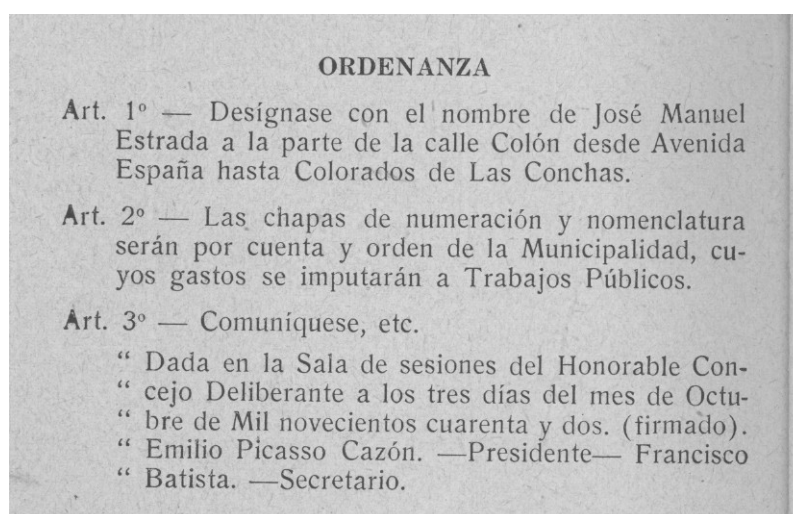 ORDENANZA
Art. 1º — Desígnase con el nombre de José Manuel
Estrada a la parte de la calle Colón desde Avenida
España hasta Colorados de Las Conchas.
Art. 2º — Las chapas de numeración y nomenclatura
serán por cuenta y orden de la Municipalidad, cu-
yos gastos se imputarán a Trabajos Públicos.
Art. 3º — Comuníquese, etc.
“ Dada en la Sala de sesiones del Honorable Con-
“ cejo Deliberante a los tres días del mes de Octu-
“ bre de Mil novecientos cuarenta y dos. (firmado).
“ Emilio Picasso Cazón. —Presidente— Francisco
“ Batista. —Secretario.